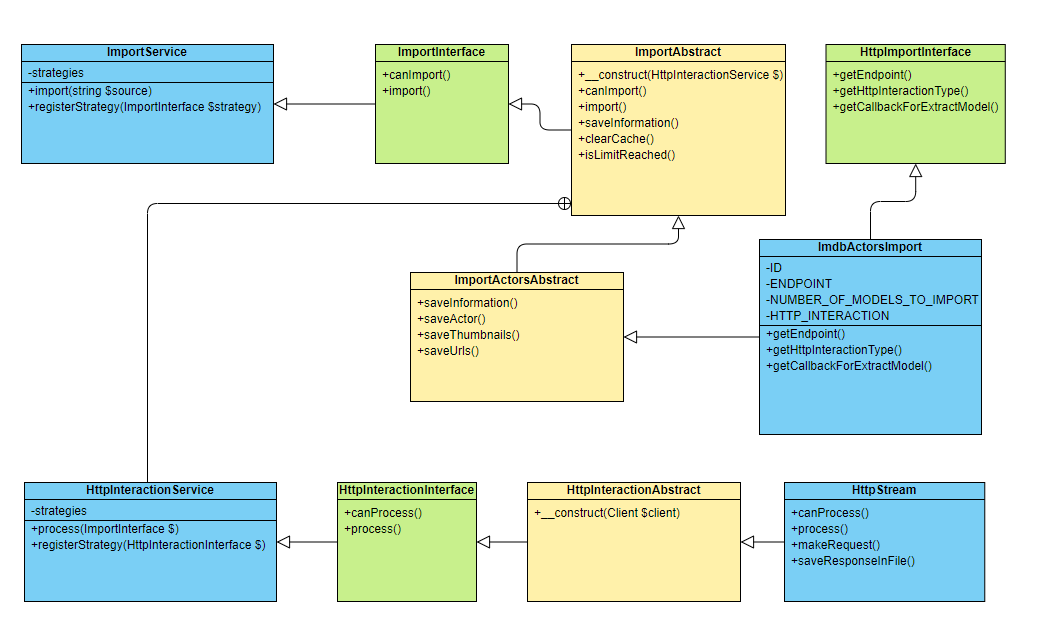 ImportService
-strategies
+import(string $source)
+registerStrategy(ImportInterface $strategy)
ImportInterface
+canImport()
+import()
ImportAbstract
+__construct(HttpInteractionService $)
+canImport()
+import()
+saveInformation()
+clearCache()
+isLimitReached()
HttpImportInterface
+getEndpoint()
+getHttpInteractionType()
+getCallbackForExtractModel()
ImportActorsAbstract
+saveInformation()
+saveActor()
+saveThumbnails()
+saveUrls()
ImdbActorsImport
-ID
-ENDPOINT
-NUMBER_OF_MODELS_TO_IMPORT
-HTTP_INTERACTION
+getEndpoint()
+getHttpInteractionType()
+getCallbackForExtractModel()
HttpInteractionService
-strategies
+process(ImportInterface $)
+registerStrategy(HttpInteractionInterface $)
HttpInteractionInterface
+canProcess()
+process()
HttpInteractionAbstract
+__construct(Client $client)
HttpStream
+canProcess()
+process()
+makeRequest()
+saveResponseInFile()